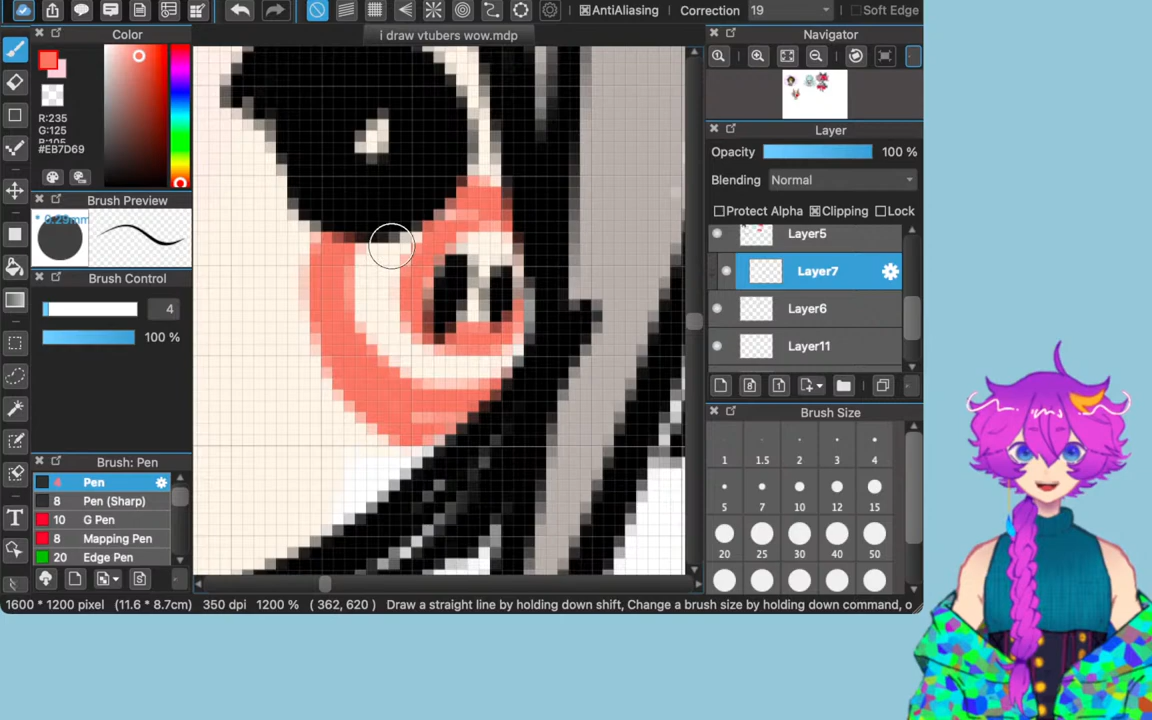 AntiAliasing
Correction
19
Soft Edge
i draw vtubers wow.mdp
Color
R:235
G:125
B:105
#EB7D69
Brush Preview
* 0.29mm
Brush Control
4
100 %
Brush: Pen
4 Pen
8 Pen (Sharp)
10 G Pen
8 Mapping Pen
20 Edge Pen
Navigator
Layer
Opacity 100 %
Blending Normal
Protect Alpha Clipping Lock
Layer5
Layer7
Layer6
Layer11
Brush Size
1 1.5 2 3 4
5 7 10 12 15
20 25 30 40 50
1600 * 1200 pixel (11.6 * 8.7cm) 350 dpi 1200 % ( 362, 620 ) Draw a straight line by holding down shift, Change a brush size by holding down command, o